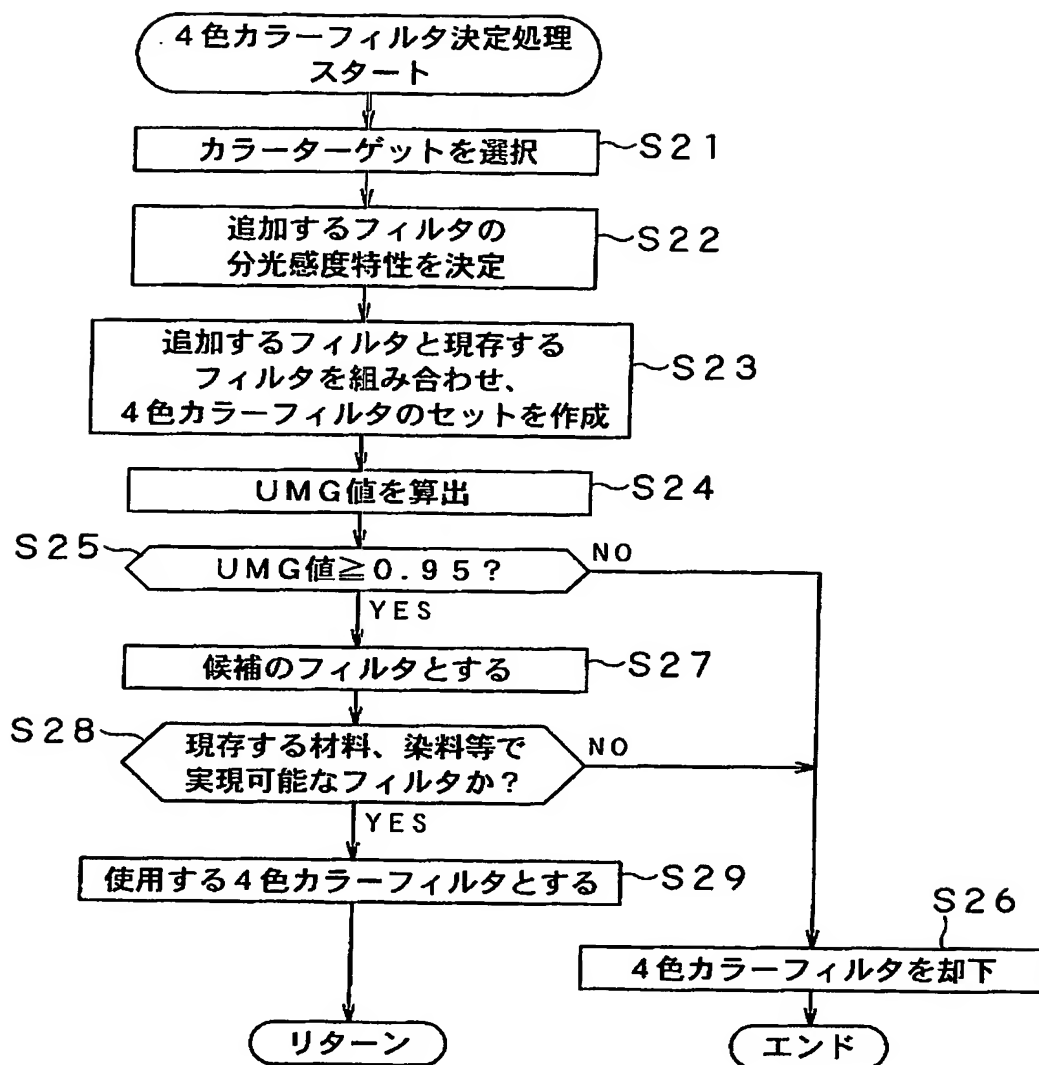 4色カラーフィルタ決定処理
スタート
カラーターゲットを選択
S21
追加するフィルタの
分光感度特性を決定
S22
追加するフィルタと現存する
フィルタを組み合わせ、
4色カラーフィルタのセットを作成
S23
UMG値を算出
S24
S25
UMG値≧0.95?
NO
YES
候補のフィルタとする
S27
S28
現存する材料、染料等で
実現可能なフィルタか?
NO
YES
使用する4色カラーフィルタとする
S29
S26
4色カラーフィルタを却下
リターン
エンド